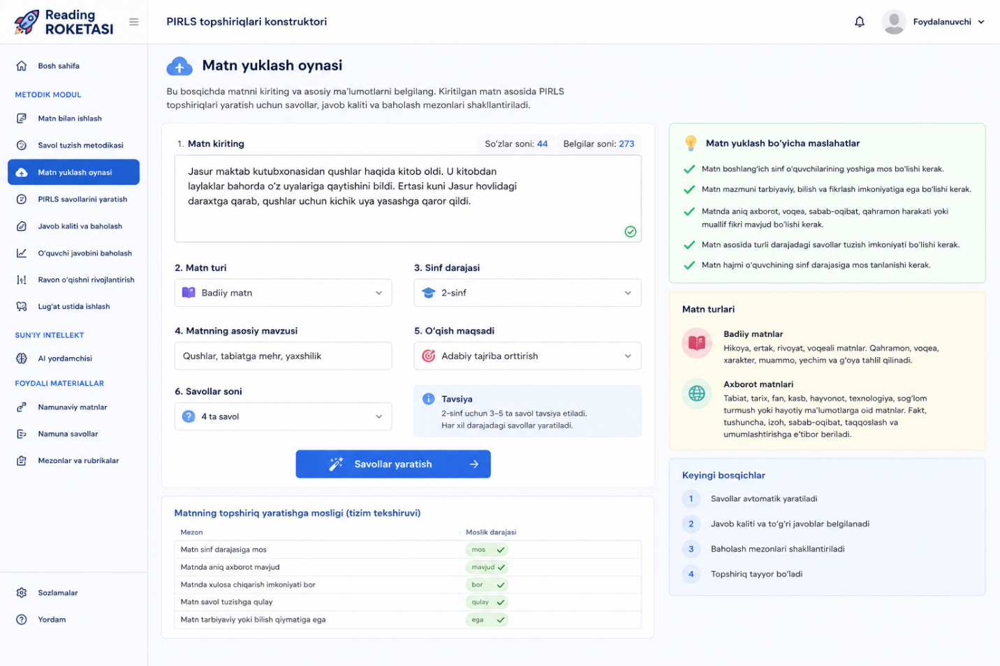 Reading
ROKETASI
PIRLS topshiriqlari konstruktori
Foydalanuvchi
Bosh sahifa
METODIK MODUL
Matn bilan ishlash
Savol tuzish metodikasi
Matn yuklash oynasi
PIRLS savollarini yaratish
Javob kaliti va baholash
O‘quvchi javobini baholash
Ravon o‘qishni rivojlantirish
Lug‘at ustida ishlash
SUN’IY INTELLEKT
AI yordamchisi
FOYDALI MATERIALLAR
Namunaviy matnlar
Namuna savollar
Mezonlar va rubrikalar
Sozlamalar
Yordam
Matn yuklash oynasi
Bu bosqichda matnni kiriting va asosiy ma’lumotlarni belgilang. Kiritilgan matn asosida PIRLS
topshiriqlari yaratish uchun savollar, javob kaliti va baholash mezonlari shakllantiriladi.
1. Matn kiriting
So‘zlar soni: 44
Belgilar soni: 273
Jasur maktab kutubxonasidan qushlar haqida kitob oldi. U kitobdan
laylaklar bahorda o‘z uyalariga qaytishini bildi. Ertasi kuni Jasur hovlidagi
daraxtga qarab, qushlar uchun kichik uya yasashga qaror qildi.
2. Matn turi
Badiiy matn
3. Sinf darajasi
2-sinf
4. Matnning asosiy mavzusi
Qushlar, tabiatga mehr, yaxshilik
5. O‘qish maqsadi
Adabiy tajriba orttirish
6. Savollar soni
4 ta savol
Tavsiya
2-sinf uchun 3–5 ta savol tavsiya etiladi.
Har xil darajadagi savollar yaratiladi.
Savollar yaratish
Matnning topshiriq yaratishga mosligi (tizim tekshiruvi)
Mezon
Moslik darajasi
Matn sinf darajasiga mos
mos
Matnda aniq axborot mavjud
mavjud
Matnda xulosa chiqarish imkoniyati bor
bor
Matn savol tuzishga qulay
qulay
Matn tarbiyaviy yoki bilish qiymatiga ega
ega
Matn yuklash bo‘yicha maslahatlar
Matn boshlang‘ich sinf o‘quvchilarining yoshiga mos bo‘lishi kerak.
Matn mazmuni tarbiyaviy, bilish va fikrlash imkoniyatiga ega bo‘lishi kerak.
Matnda aniq axborot, voqea, sabab-oqibat, qahramon harakati yoki
muallif fikri mavjud bo‘lishi kerak.
Matn asosida turli darajadagi savollar tuzish imkoniyati bo‘lishi kerak.
Matn hajmi o‘quvchining sinf darajasiga mos tanlanishi kerak.
Matn turlari
Badiiy matnlar
Hikoya, ertak, rivoyat, voqeali matnlar. Qahramon, voqea,
xarakter, muammo, yechim va g‘oya tahlil qilinadi.
Axborot matnlari
Tabiat, tarix, fan, kasb, hayvonot, texnologiya, sog‘lom
turmush yoki hayotiy ma’lumotlarga oid matnlar. Fakt,
tushuncha, izoh, sabab-oqibat, taqqoslash va
umumlashtirishga e’tibor beriladi.
Keyingi bosqichlar
1 Savollar avtomatik yaratiladi
2 Javob kaliti va to‘g‘ri javoblar belgilanadi
3 Baholash mezonlari shakllantiriladi
4 Topshiriq tayyor bo‘ladi